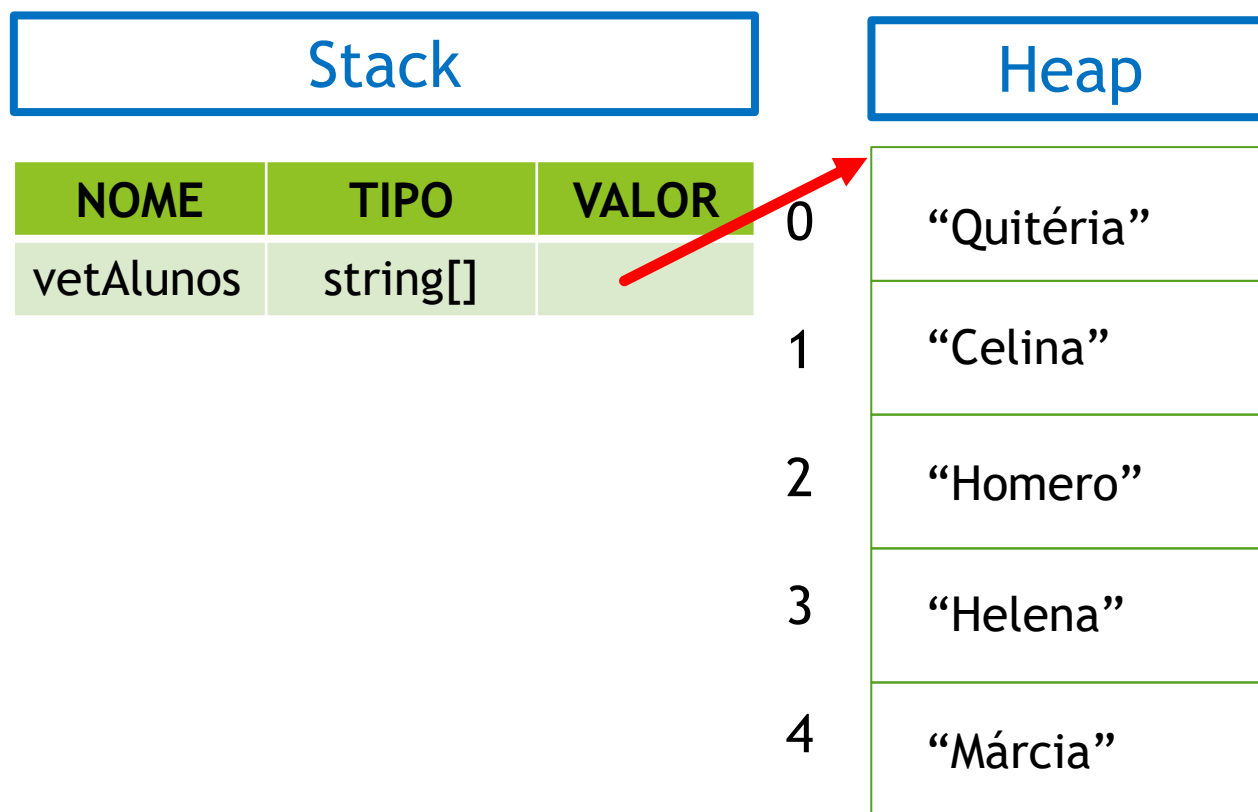 Stack
Heap
NOME TIPO VALOR
vetAlunos string[]
0 “Quitéria”
1 “Celina”
2 “Homero”
3 “Helena”
4 “Márcia”